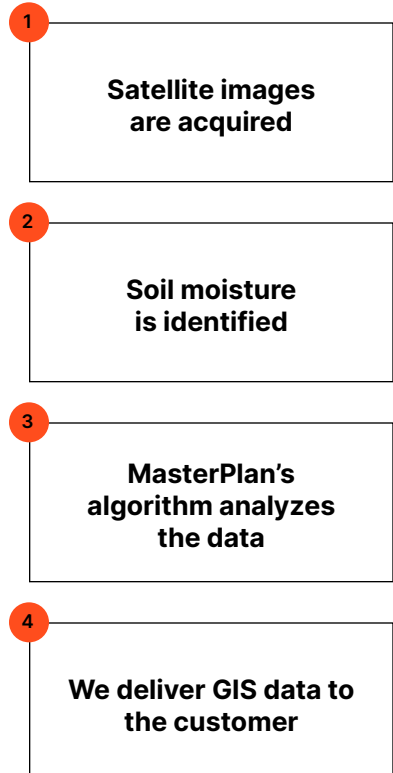 1
Satellite images
are acquired
2
Soil moisture
is identified
3
MasterPlan’s
algorithm analyzes
the data
4
We deliver GIS data to
the customer